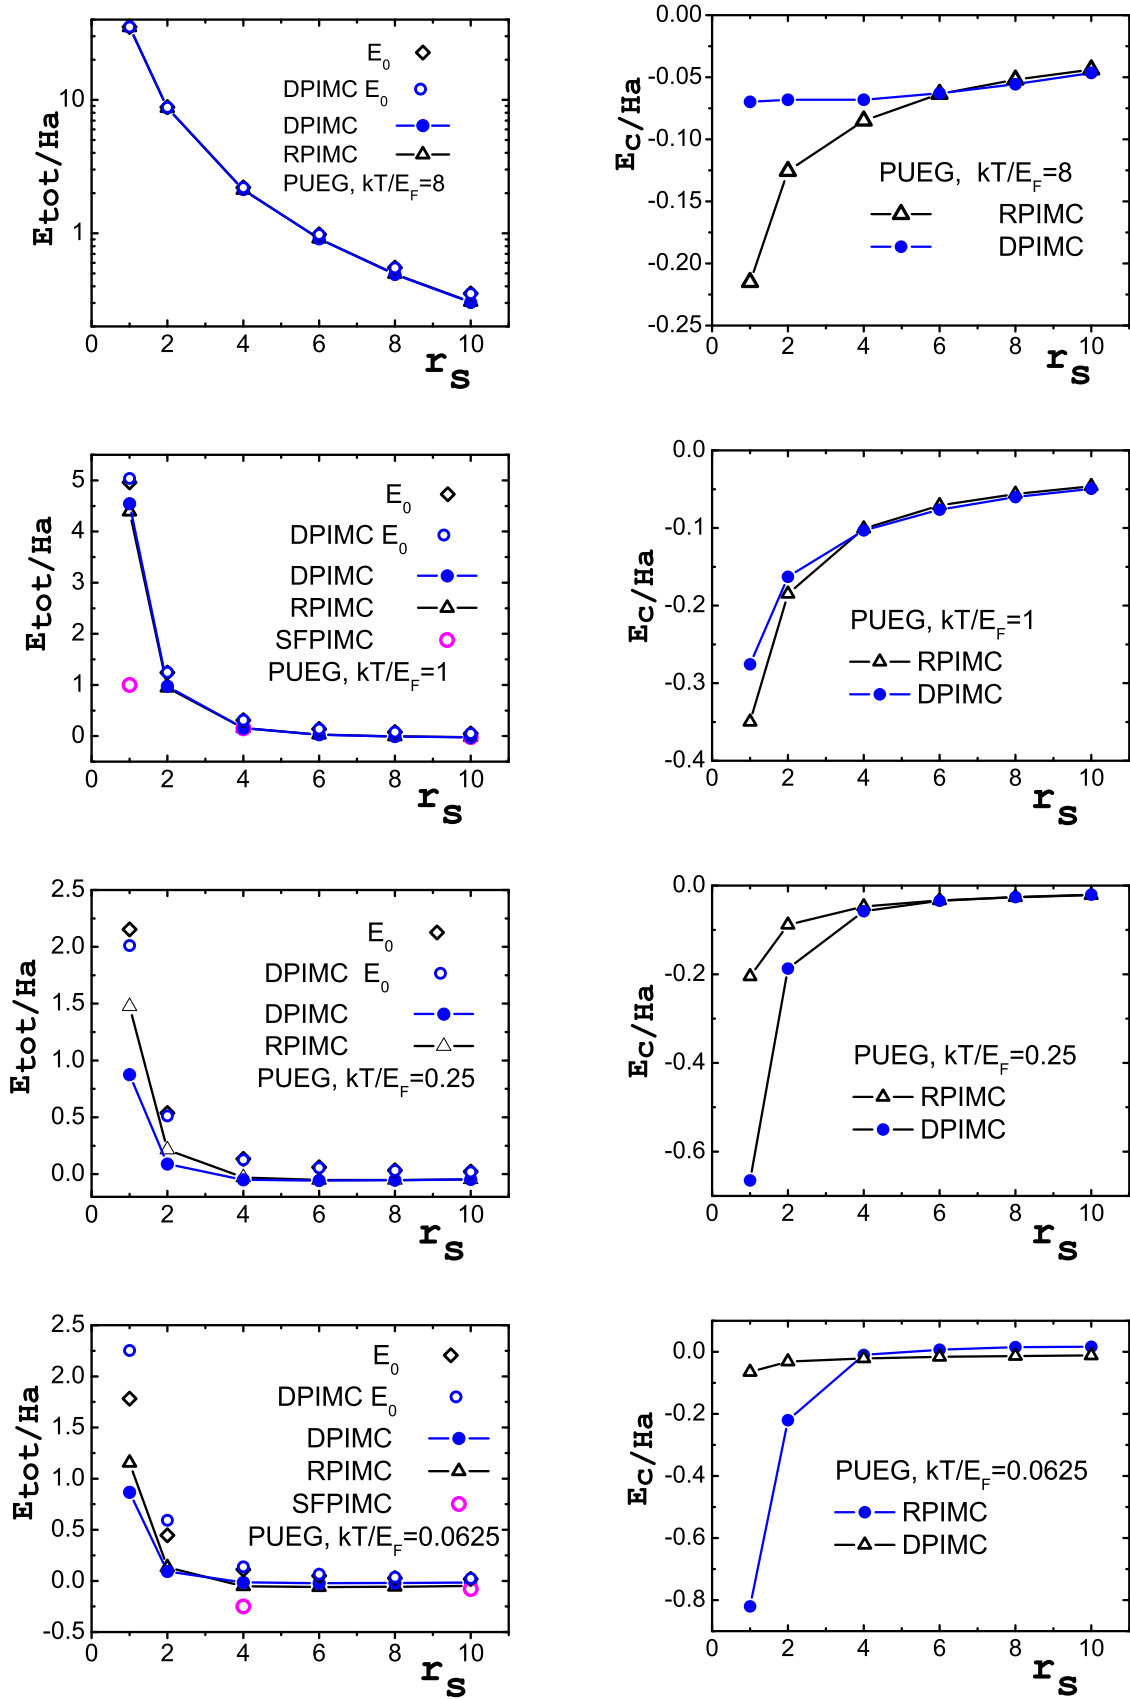 E0
DPIMC E0
DPIMC
RPIMC
PUEG, kT/EF=8
10
1
Etot/Ha
0 2 4 6 8 10
rs
0.00
-0.05
-0.10
-0.15
-0.20
-0.25
Ec/Ha
PUEG, kT/EF=8
RPIMC
DPIMC
0 2 4 6 8 10
rs
5
4
3
2
1
0
Etot/Ha
E0
DPIMC E0
DPIMC
RPIMC
SFPIMC
PUEG, kT/EF=1
0 2 4 6 8 10
rs
0.0
-0.1
-0.2
-0.3
-0.4
Ec/Ha
PUEG, kT/EF=1
RPIMC
DPIMC
0 2 4 6 8 10
rs
2.5
2.0
1.5
1.0
0.5
0.0
Etot/Ha
E0
DPIMC E0
DPIMC
RPIMC
PUEG, kT/EF=0.25
0 2 4 6 8 10
rs
0.0
-0.2
-0.4
-0.6
Ec/Ha
PUEG, kT/EF=0.25
RPIMC
DPIMC
0 2 4 6 8 10
rs
2.5
2.0
1.5
1.0
0.5
0.0
-0.5
Etot/Ha
E0
DPIMC E0
DPIMC
RPIMC
SFPIMC
PUEG, kT/EF=0.0625
0 2 4 6 8 10
rs
0.0
-0.2
-0.4
-0.6
-0.8
Ec/Ha
PUEG, kT/EF=0.0625
RPIMC
DPIMC
0 2 4 6 8 10
rs